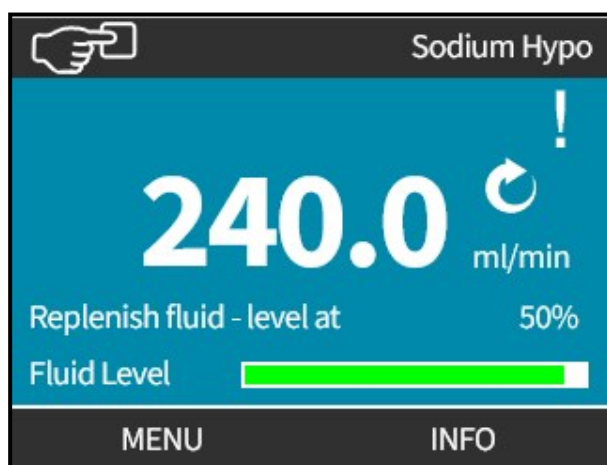 Sodium Hypo
!
240.0
ml/min
Replenish fluid - level at 50%
Fluid Level
MENU INFO